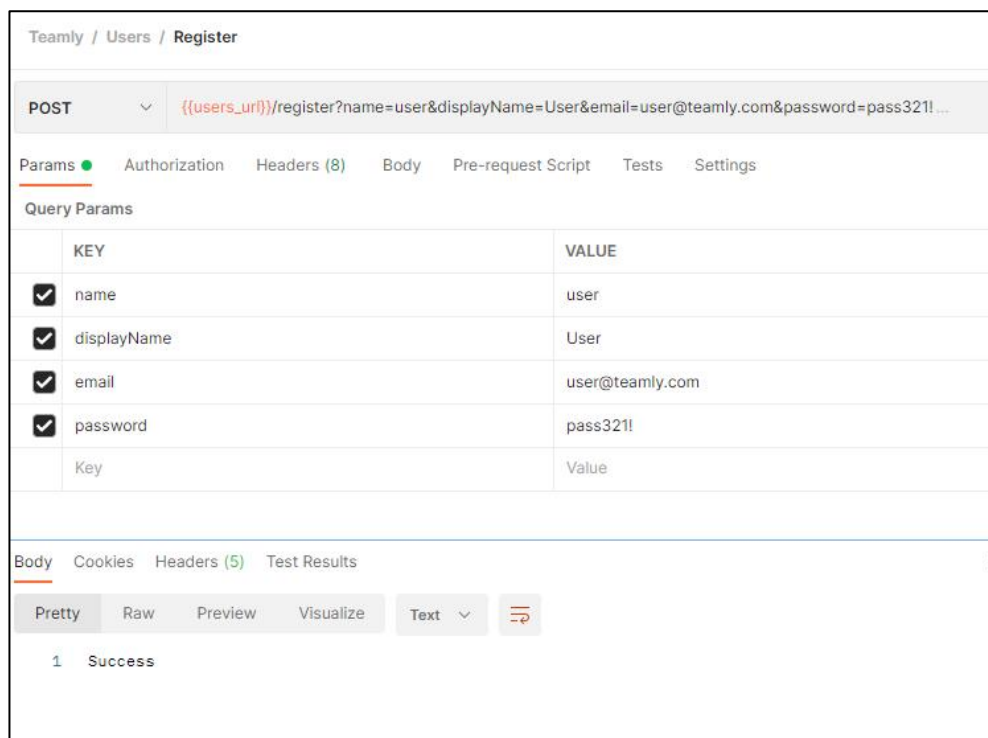 Teamly / Users / Register
POST {{users_url}}/register?name=user&displayName=User&email=user@teamly.com&password=pass321! ...
Params Authorization Headers (8) Body Pre-request Script Tests Settings
Query Params
KEY VALUE
name user
displayName User
email user@teamly.com
password pass321!
Key Value
Body Cookies Headers (5) Test Results
Pretty Raw Preview Visualize Text
1 Success